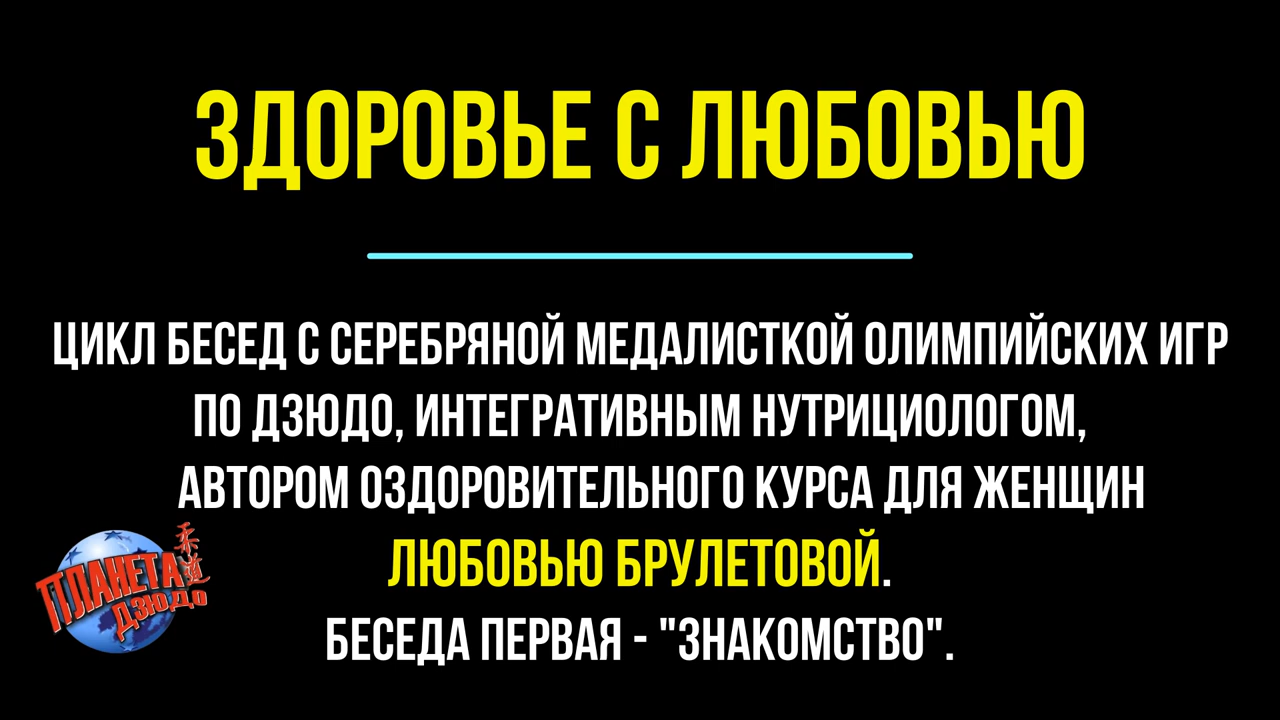 ЗДОРОВЬЕ С ЛЮБОВЬЮ
ЦИКЛ БЕСЕД С СЕРЕБРЯНОЙ МЕДАЛИСТКОЙ ОЛИМПИЙСКИХ ИГР
ПО ДЗЮДО, ИНТЕГРАТИВНЫМ НУТРИЦИОЛОГОМ,
АВТОРОМ ОЗДОРОВИТЕЛЬНОГО КУРСА ДЛЯ ЖЕНЩИН
ЛЮБОВЬЮ БРУЛЕТОВОЙ.
БЕСЕДА ПЕРВАЯ - "ЗНАКОМСТВО".
ПЛАНЕТА
ДЗЮДО
柔道